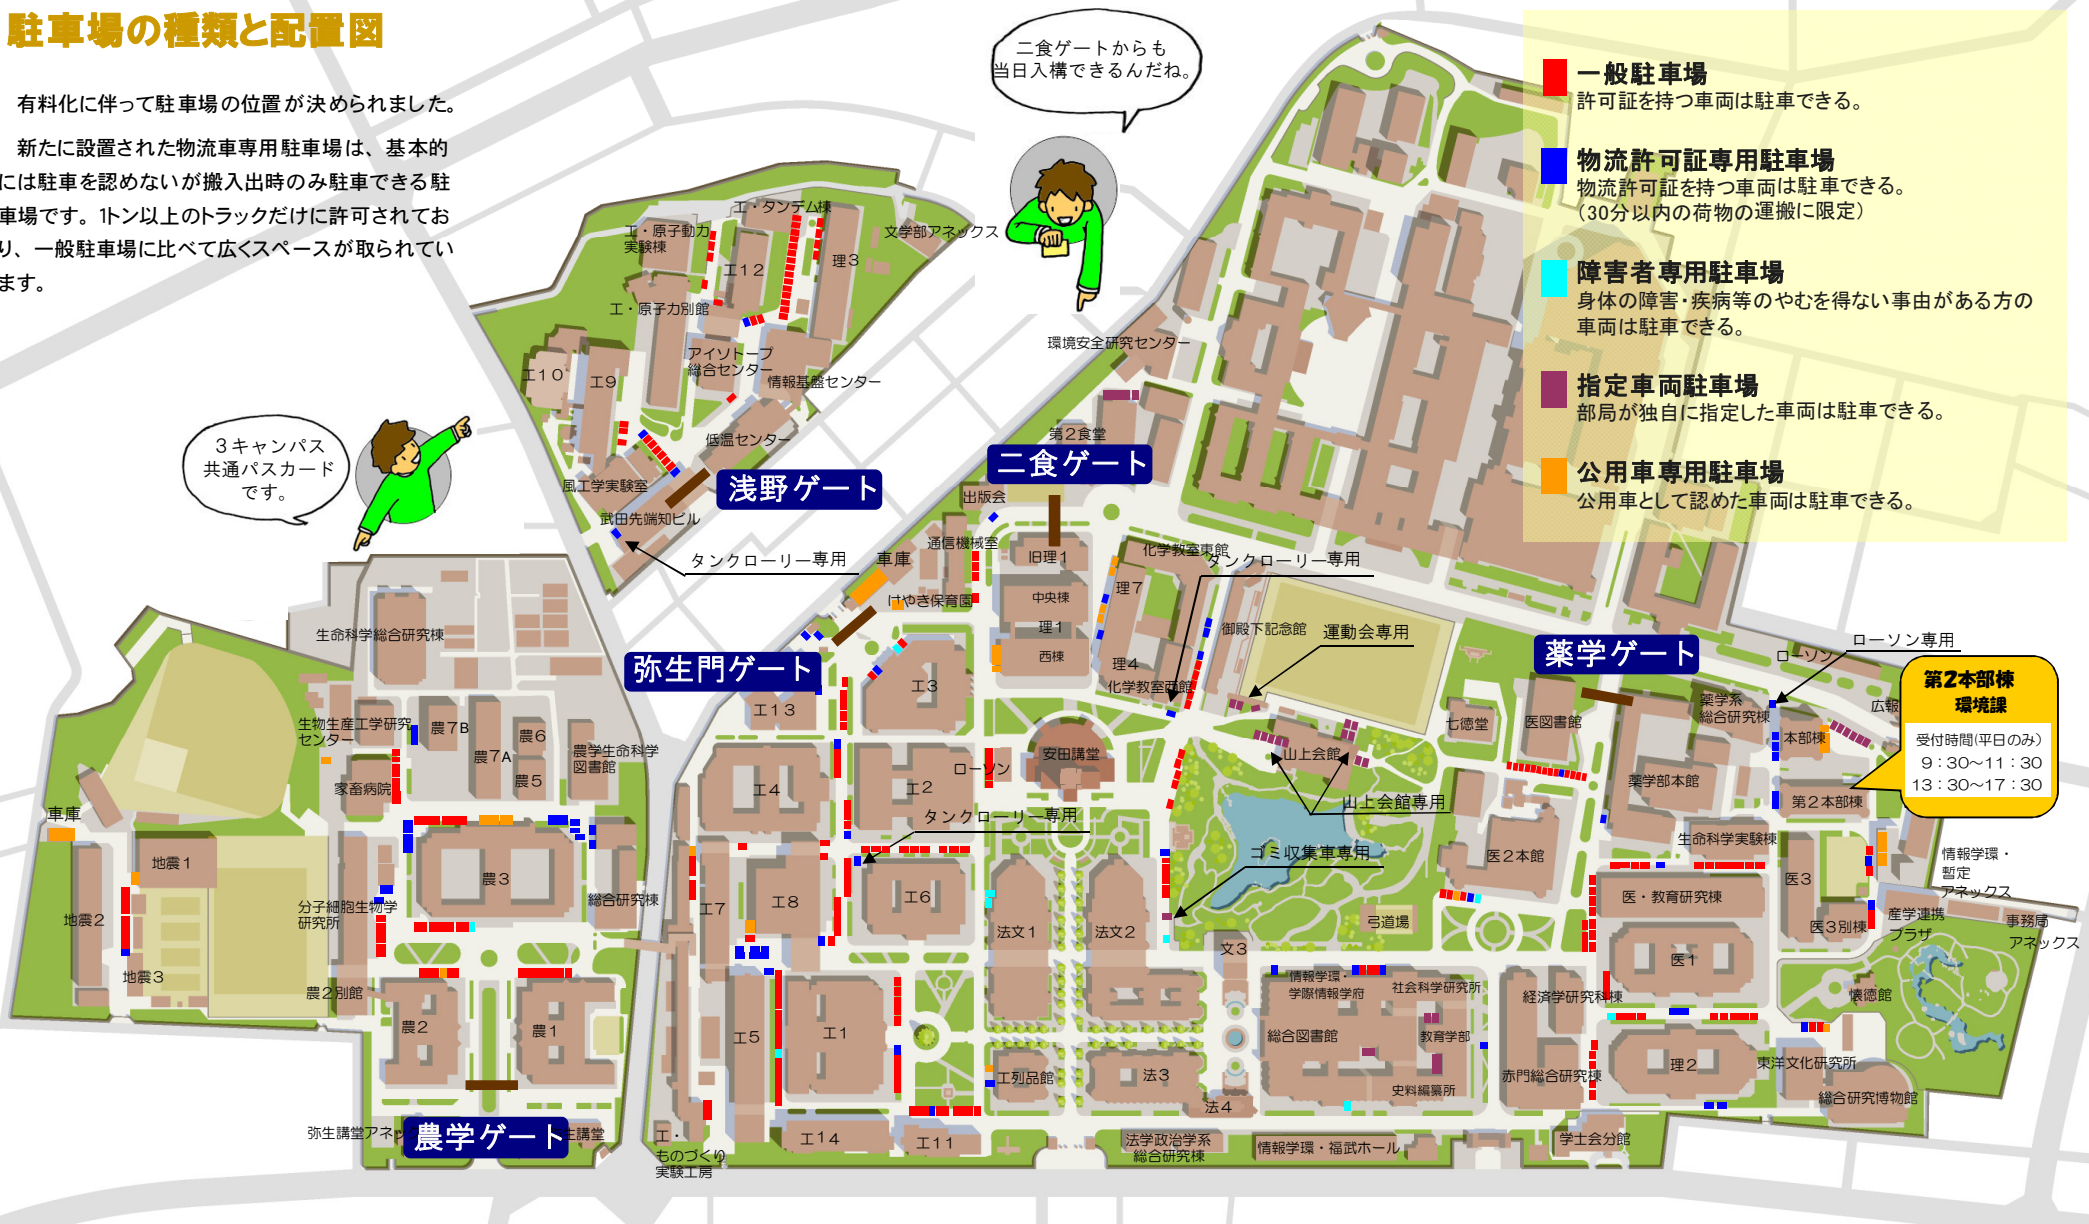 駐車場の種類と配置図
有料化に伴って駐車場の位置が決められました。
新たに設置された物流車専用駐車場は、基本的
には駐車を認めないが搬入出時のみ駐車できる駐
車場です。1トン以上のトラックだけに許可されてお
り、一般駐車場に比べて広くスペースが取られてい
ます。
二食ゲートからも
当日入構できるんだね。
3キャンパス
共通パスカード
です。
一般駐車場
許可証を持つ車両は駐車できる。
物流許可証専用駐車場
物流許可証を持つ車両は駐車できる。
(30分以内の荷物の運搬に限定)
障害者専用駐車場
身体の障害・疾病等のやむを得ない事由がある方の
車両は駐車できる。
指定車両駐車場
部局が独自に指定した車両は駐車できる。
公用車専用駐車場
公用車として認めた車両は駐車できる。
工・タンデム棟
工・原子動力
実験棟
文学部アネックス
工12
理3
工・原子力別館
アイソトープ
総合センター
情報基盤センター
工10
工9
低温センター
風工学実験室
武田先端知ビル
浅野ゲート
タンクローリー専用
環境安全研究センター
第2食堂
二食ゲート
出版会
通信機械室
車庫
けやき保育園
旧理1
中央棟
理1
西棟
化学教室東館
タンクローリー専用
理7
理4
化学教室西館
御殿下記念館
運動会専用
弥生門ゲート
工13
工3
薬学ゲート
ローソン
ローソン専用
薬学系
総合研究棟
広報
本部棟
第2本部棟
環境課
受付時間(平日のみ)
9:30～11:30
13:30～17:30
第2本部棟
七徳堂
医図書館
薬学部本館
生命科学実験棟
生命科学総合研究棟
生物生産工学研究
センター
農7B
農7A
農6
農5
農学生命科学
図書館
家畜病院
車庫
地震1
地震2
地震3
農3
分子細胞生物学
研究所
総合研究棟
農2別館
農2
農1
弥生講堂アネッ
農学ゲート
生講堂
工4
工2
ローソン
安田講堂
山上会館
山上会館専用
タンクローリー専用
ゴミ収集車専用
工7
工8
工6
法文1
法文2
弓道場
文3
医2本館
医・教育研究棟
医3
医3別棟
情報学環・
暫定
アネックス
産学連携
プラザ
事務局
アネックス
医1
懐徳館
情報学環・
学際情報学府
社会科学研究所
経済学研究科棟
総合図書館
教育学部
史料編纂所
赤門総合研究棟
理2
東洋文化研究所
総合研究博物館
工5
工1
工列品館
法3
法4
工・
ものづくり
実験工房
工14
工11
法学政治学系
総合研究棟
情報学環・福武ホール
学士会分館